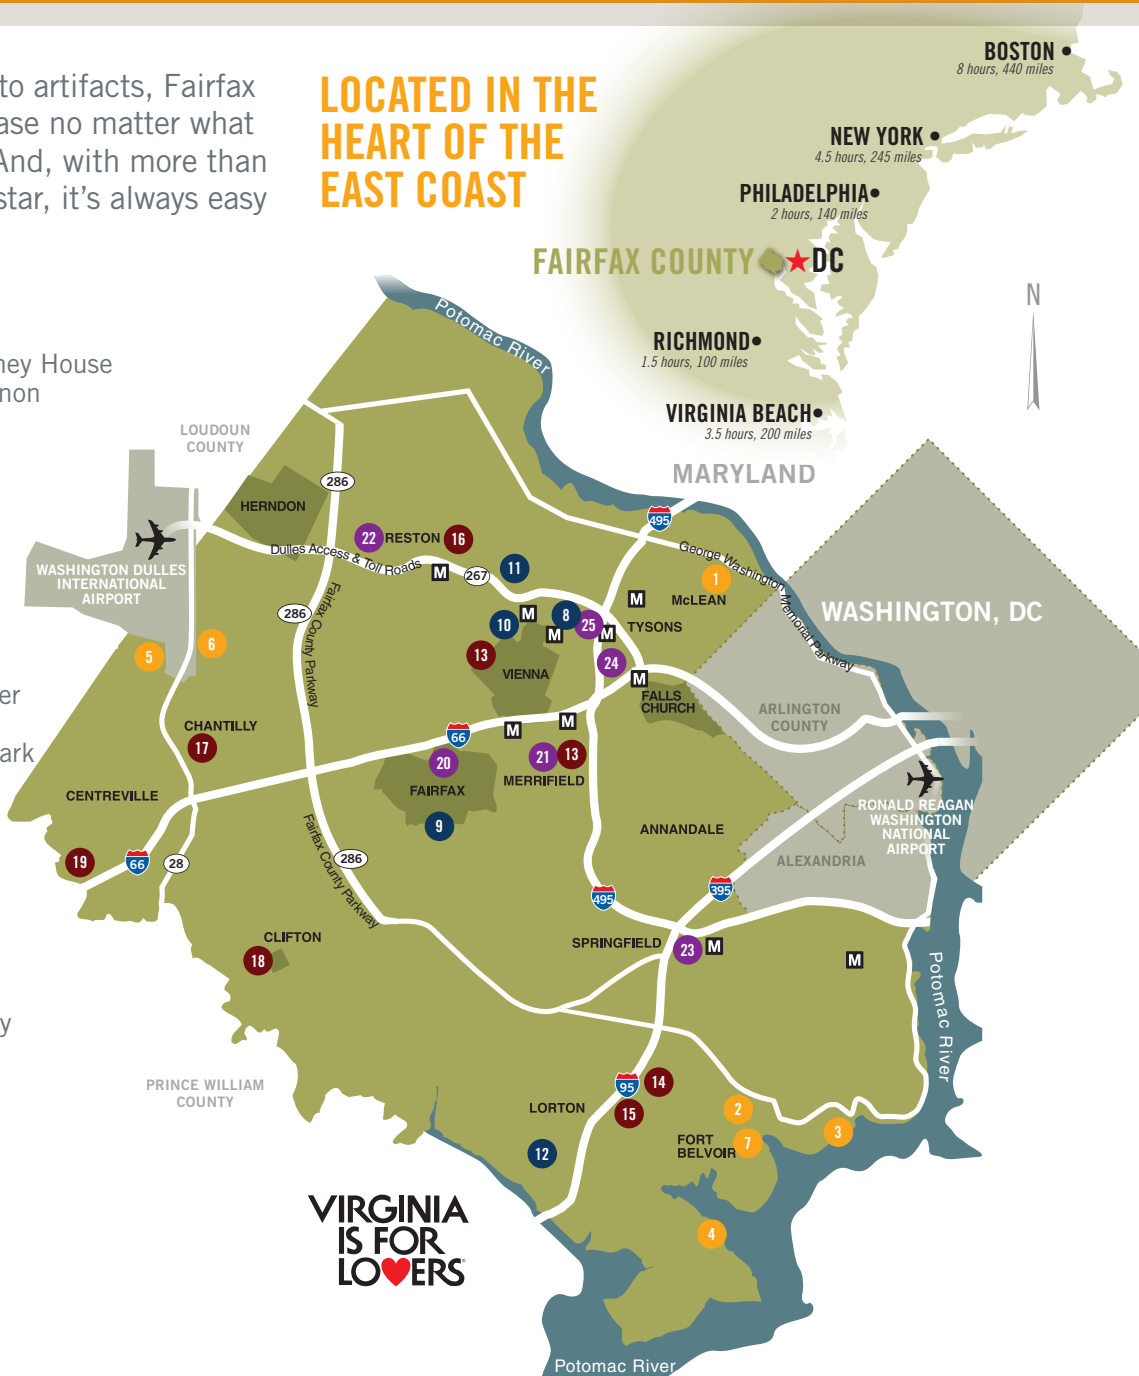 to artifacts, Fairfax
ase no matter what
And, with more than
star, it's always easy
LOCATED IN THE
HEART OF THE
EAST COAST
BOSTON
8 hours, 440 miles
NEW YORK
4.5 hours, 245 miles
PHILADELPHIA
2 hours, 140 miles
FAIRFAX COUNTY
DC
RICHMOND
1.5 hours, 100 miles
VIRGINIA BEACH
3.5 hours, 200 miles
N
ney House
non
er
ark
y
Potomac River
MARYLAND
LOUDOUN
COUNTY
286
HERNDON
495
22
RESTON
16
Dulles Access & Toll Roads
M
267
11
George Washington Memorial Parkway
1
McLEAN
WASHINGTON DULLES
INTERNATIONAL
AIRPORT
WASHINGTON, DC
286
Fairfax County Parkway
10
M
8
25
M
M
M
TYSONS
5
6
13
VIENNA
24
M
FALLS
CHURCH
ARLINGTON
COUNTY
CHANTILLY
17
66
M
M
20
21
13
MERRIFIELD
FAIRFAX
CENTREVILLE
9
RONALD REAGAN
WASHINGTON
NATIONAL
AIRPORT
ANNANDALE
ALEXANDRIA
19
66
28
286
Fairfax County Parkway
495
395
CLIFTON
18
SPRINGFIELD
23
M
M
Potomac River
PRINCE WILLIAM
COUNTY
95
14
LORTON
15
2
3
FORT
BELVOIR
7
12
4
VIRGINIA
IS FOR
LOVERS
Potomac River